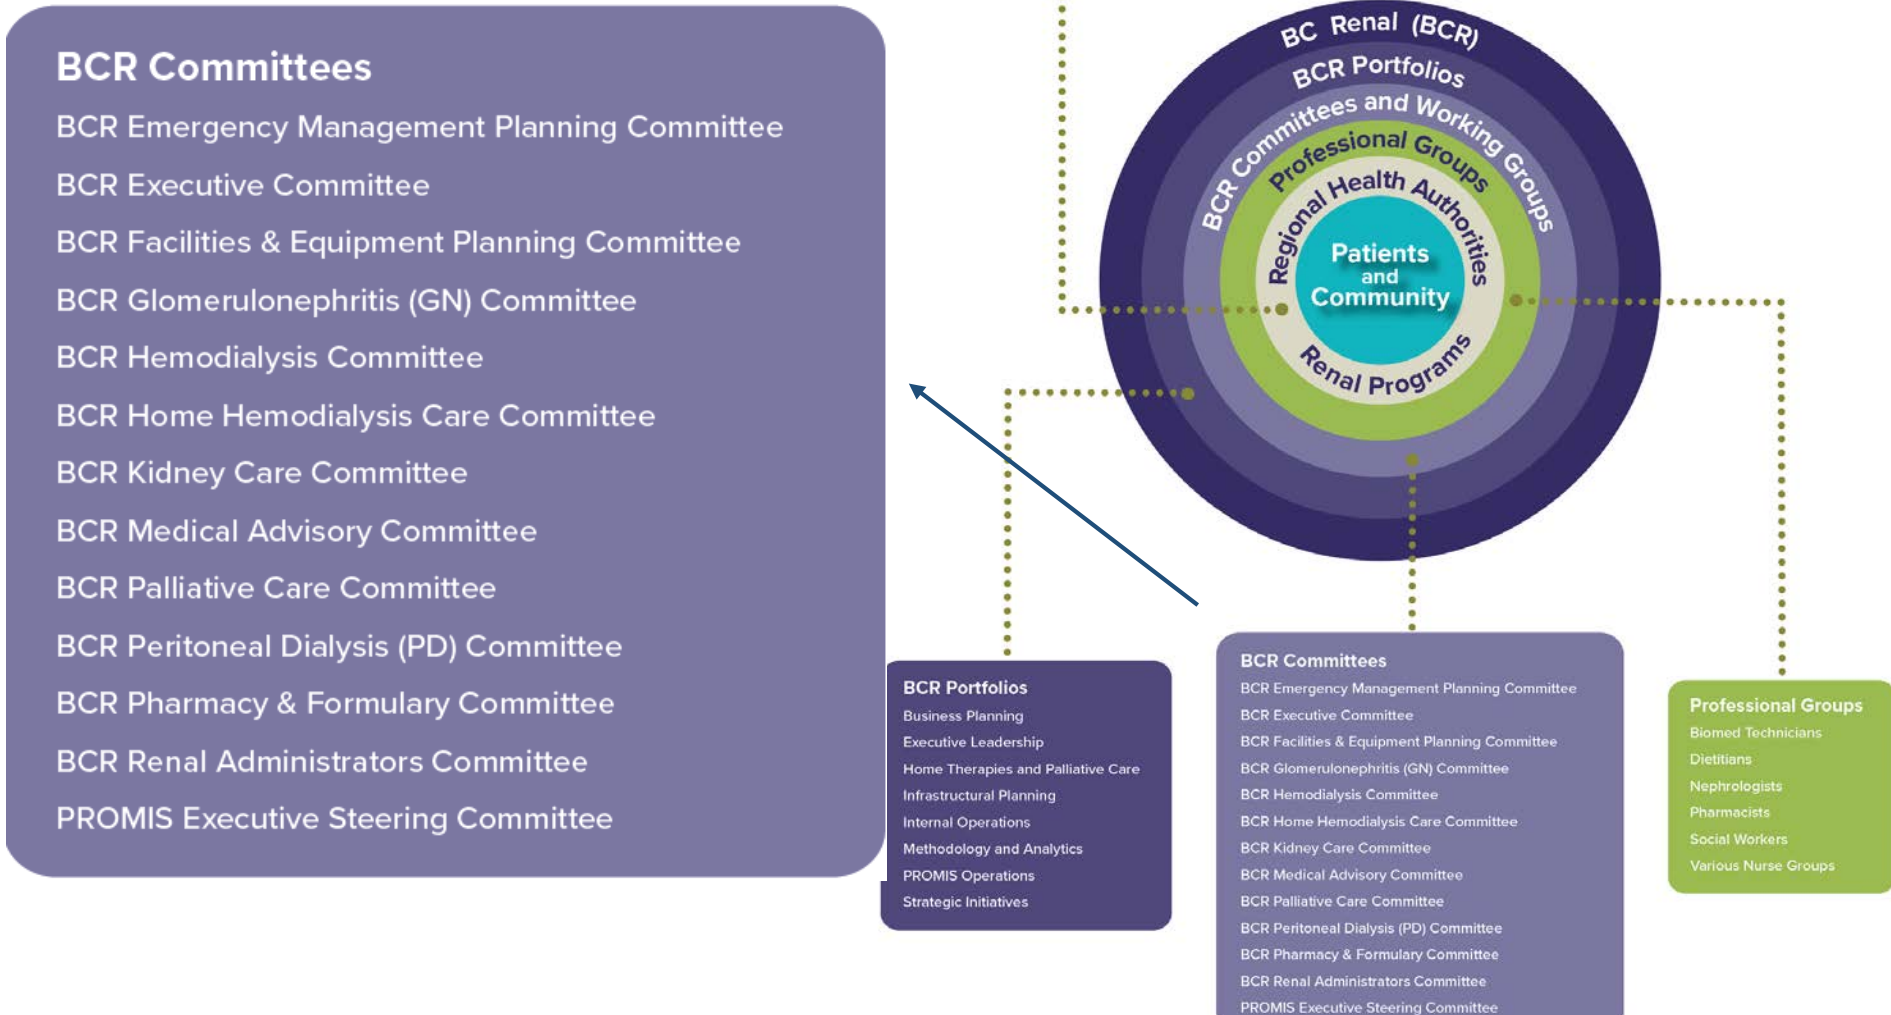 BCR Committees
BCR Emergency Management Planning Committee
BCR Executive Committee
BCR Facilities & Equipment Planning Committee
BCR Glomerulonephritis (GN) Committee
BCR Hemodialysis Committee
BCR Home Hemodialysis Care Committee
BCR Kidney Care Committee
BCR Medical Advisory Committee
BCR Palliative Care Committee
BCR Peritoneal Dialysis (PD) Committee
BCR Pharmacy & Formulary Committee
BCR Renal Administrators Committee
PROMIS Executive Steering Committee
BC Renal (BCR)
BCR Portfolios
BCR Committees and Working Groups
Professional Groups
Regional Health Authorities
Patients
and
Community
Renal Programs
BCR Portfolios
Business Planning
Executive Leadership
Home Therapies and Palliative Care
Infrastructural Planning
Internal Operations
Methodology and Analytics
PROMIS Operations
Strategic Initiatives
BCR Committees
BCR Emergency Management Planning Committee
BCR Executive Committee
BCR Facilities & Equipment Planning Committee
BCR Glomerulonephritis (GN) Committee
BCR Hemodialysis Committee
BCR Home Hemodialysis Care Committee
BCR Kidney Care Committee
BCR Medical Advisory Committee
BCR Palliative Care Committee
BCR Peritoneal Dialysis (PD) Committee
BCR Pharmacy & Formulary Committee
BCR Renal Administrators Committee
PROMIS Executive Steering Committee
Professional Groups
Biomed Technicians
Dietitians
Nephrologists
Pharmacists
Social Workers
Various Nurse Groups